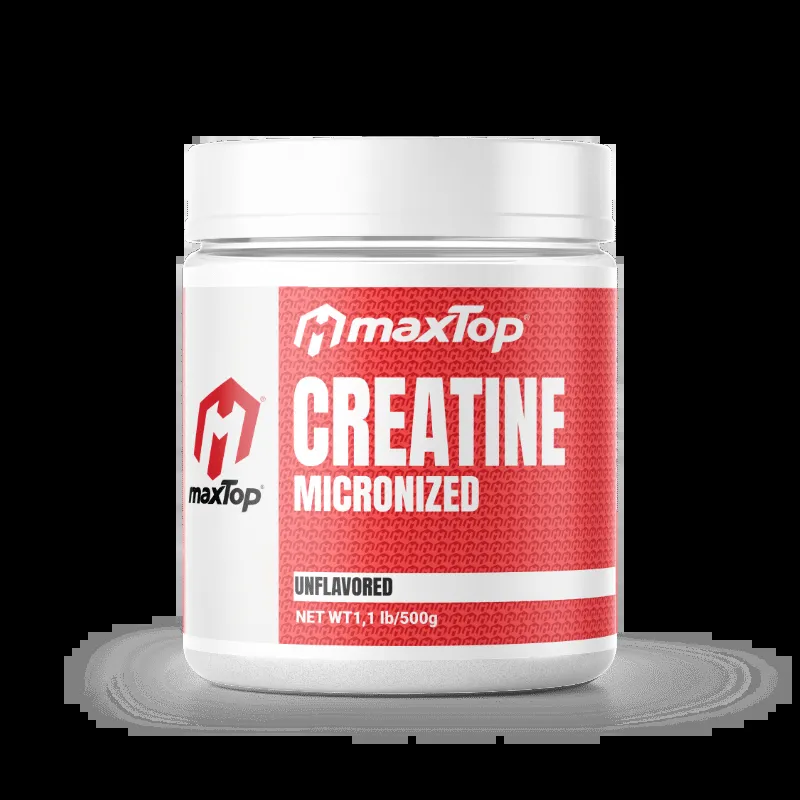 maxTop®
CREATINE
MICRONIZED
UNFLAVORED
NET WT1,1 lb/500g
maxTop®